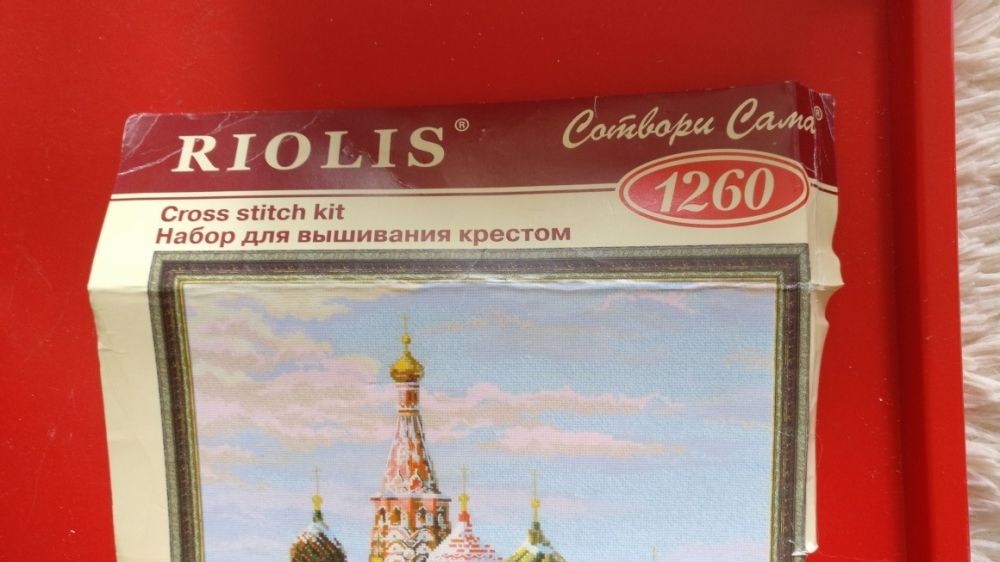 RIOLIS®
Сотвори Сама®
1260
Cross stitch kit
Набор для вышивания крестом